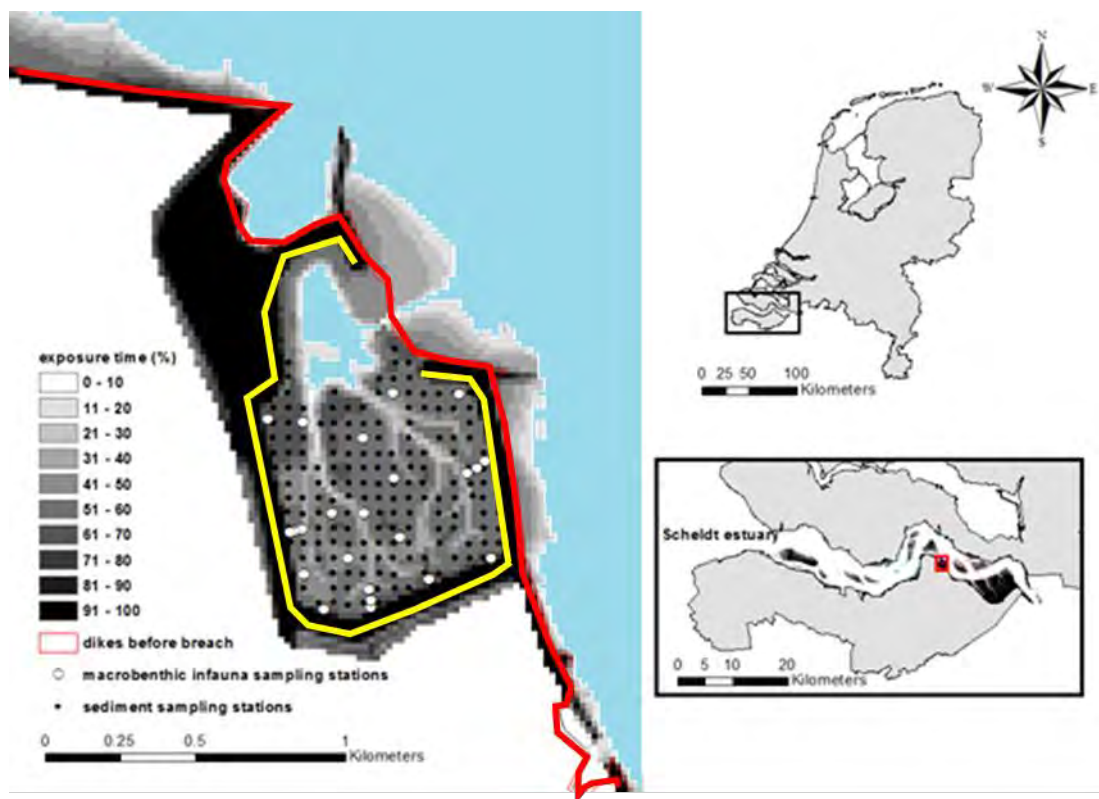 N
W E
S
0 25 50 100
Kilometers
exposure time (%)
0 - 10
11 - 20
21 - 30
31 - 40
41 - 50
51 - 60
61 - 70
71 - 80
81 - 90
91 - 100
dikes before breach
macrobenthic infauna sampling stations
sediment sampling stations
0 0.25 0.5 1
Kilometers
Scheldt estuary
0 5 10 20
Kilometers